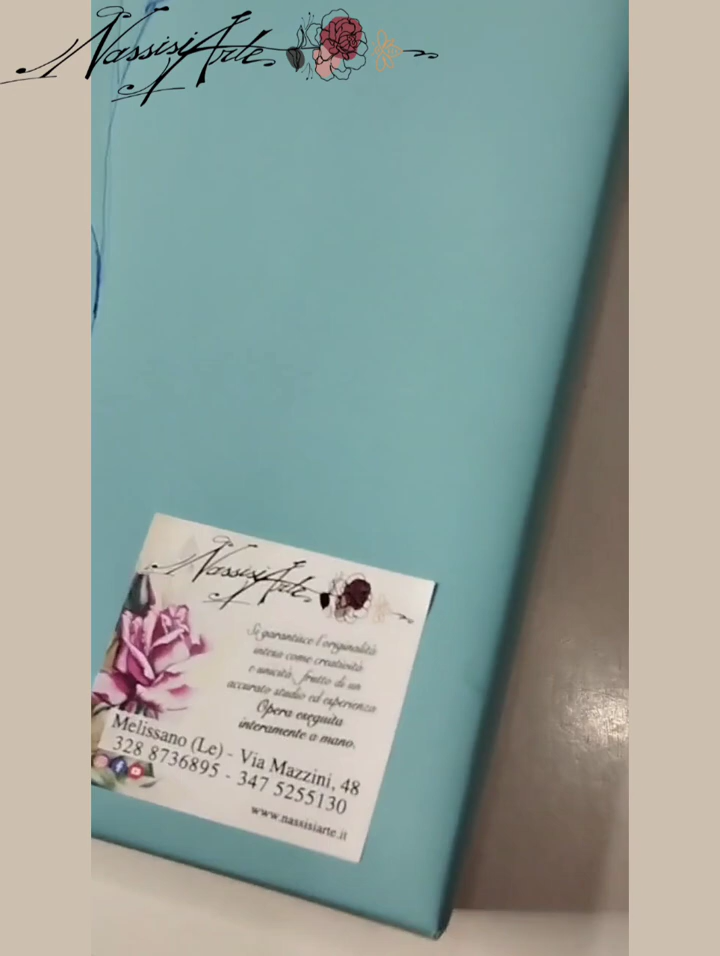 NassisiArte
NassisiArte
Si garantisce l'originalità
intesa come creatività
e unicità, frutto di un
accurato studio ed esperienza
Opera eseguita
interamente a mano.
Melissano (Le) - Via Mazzini, 48
328 8736895 - 347 5255130
www.nassisiarte.it